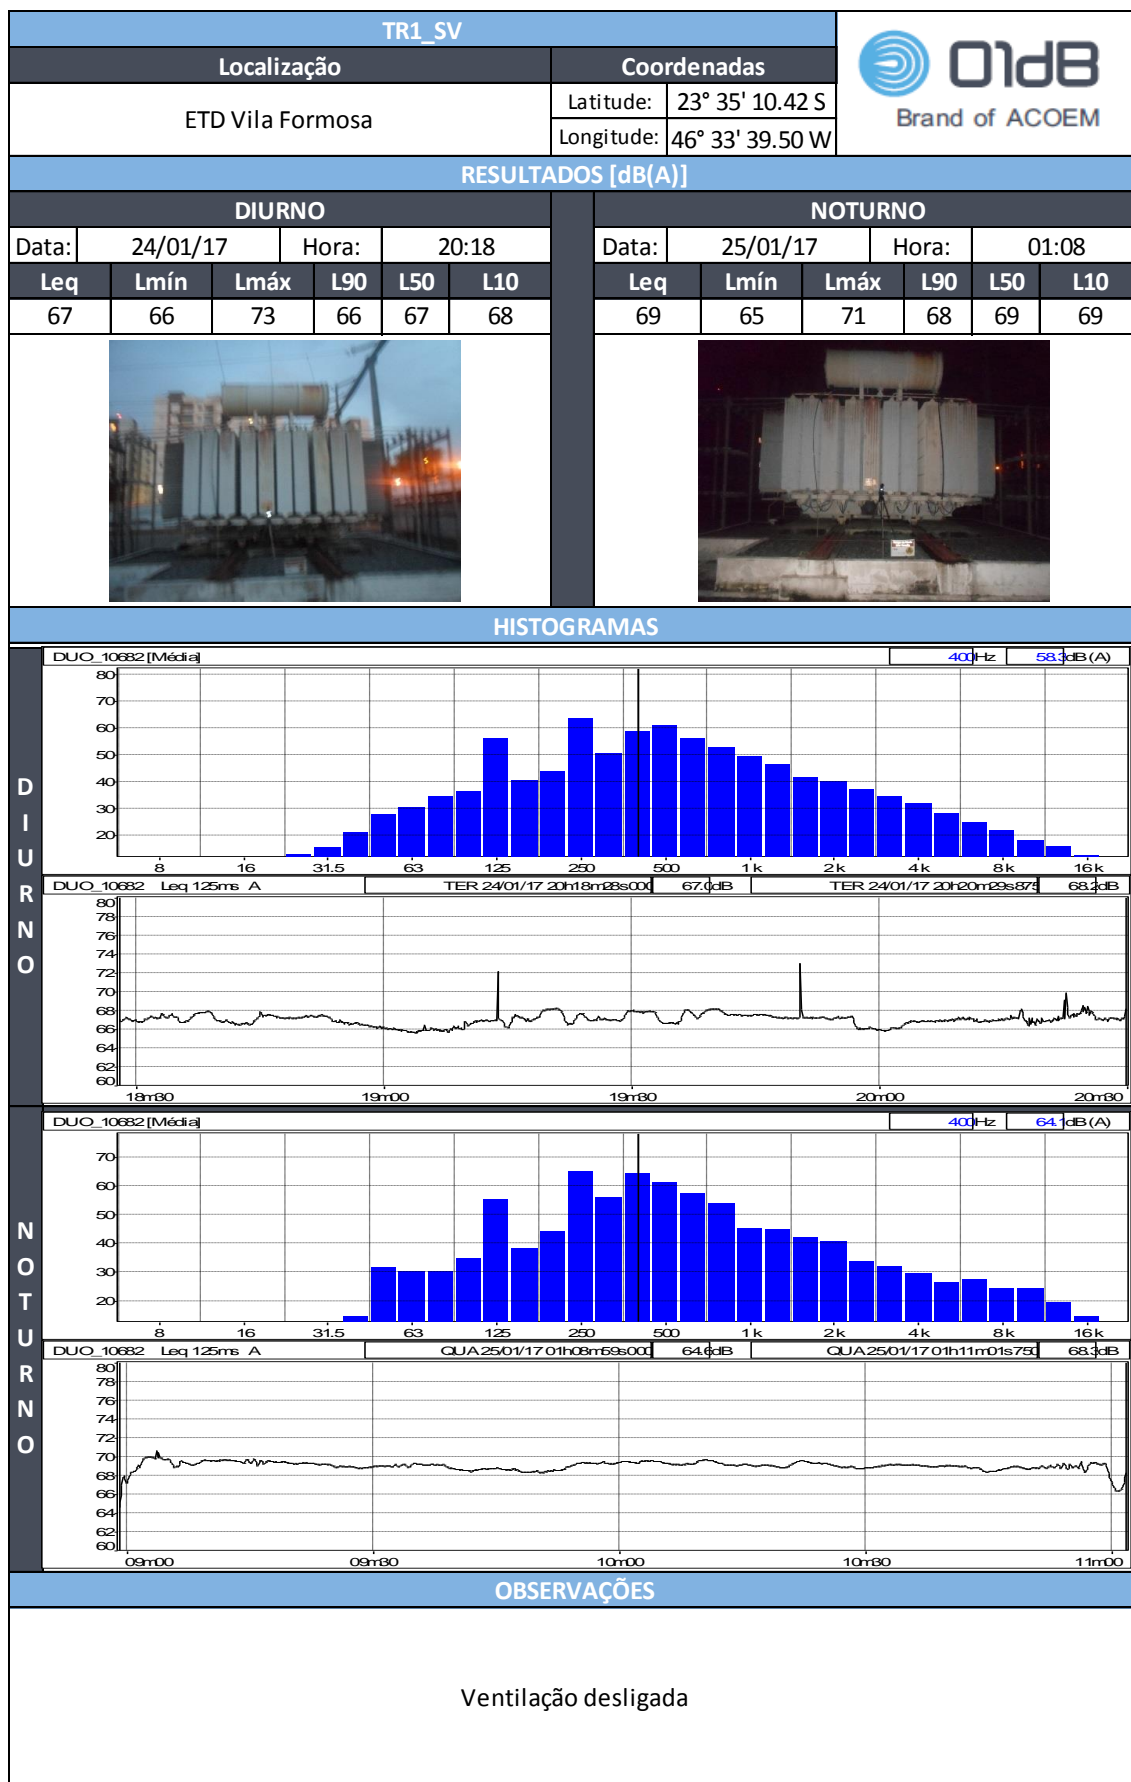 TR1_SV
01dB
Brand of ACOEM
Localização Coordenadas
ETD Vila Formosa
Latitude: 23° 35' 10.42 S
Longitude: 46° 33' 39.50 W
RESULTADOS [dB(A)]
DIURNO NOTURNO
Data: 24/01/17 Hora: 20:18 Data: 25/01/17 Hora: 01:08
Leq Lmín Lmáx L90 L50 L10 Leq Lmín Lmáx L90 L50 L10
67 66 73 66 67 68 69 65 71 68 69 69
HISTOGRAMAS
DIURNO
DUO_10682 [Média] 400Hz 58.3dB(A)
80
70
60
50
40
30
20
8 16 31.5 63 125 250 500 1k 2k 4k 8k 16k
DUO_10682 Leq 125ms A TER 24/01/17 20h18m28s000 67.0dB TER 24/01/17 20h20m29s875 68.2dB
80
78
76
74
72
70
68
66
64
62
60
18m30 19m00 19m30 20m00 20m30
NOTURNO
DUO_10682 [Média] 400Hz 64.1dB(A)
70
60
50
40
30
20
8 16 31.5 63 125 250 500 1k 2k 4k 8k 16k
DUO_10682 Leq 125ms A QUA 25/01/17 01h08m59s000 64.6dB QUA 25/01/17 01h11m01s750 68.3dB
80
78
76
74
72
70
68
66
64
62
60
09m00 09m30 10m00 10m30 11m00
OBSERVAÇÕES
Ventilação desligada